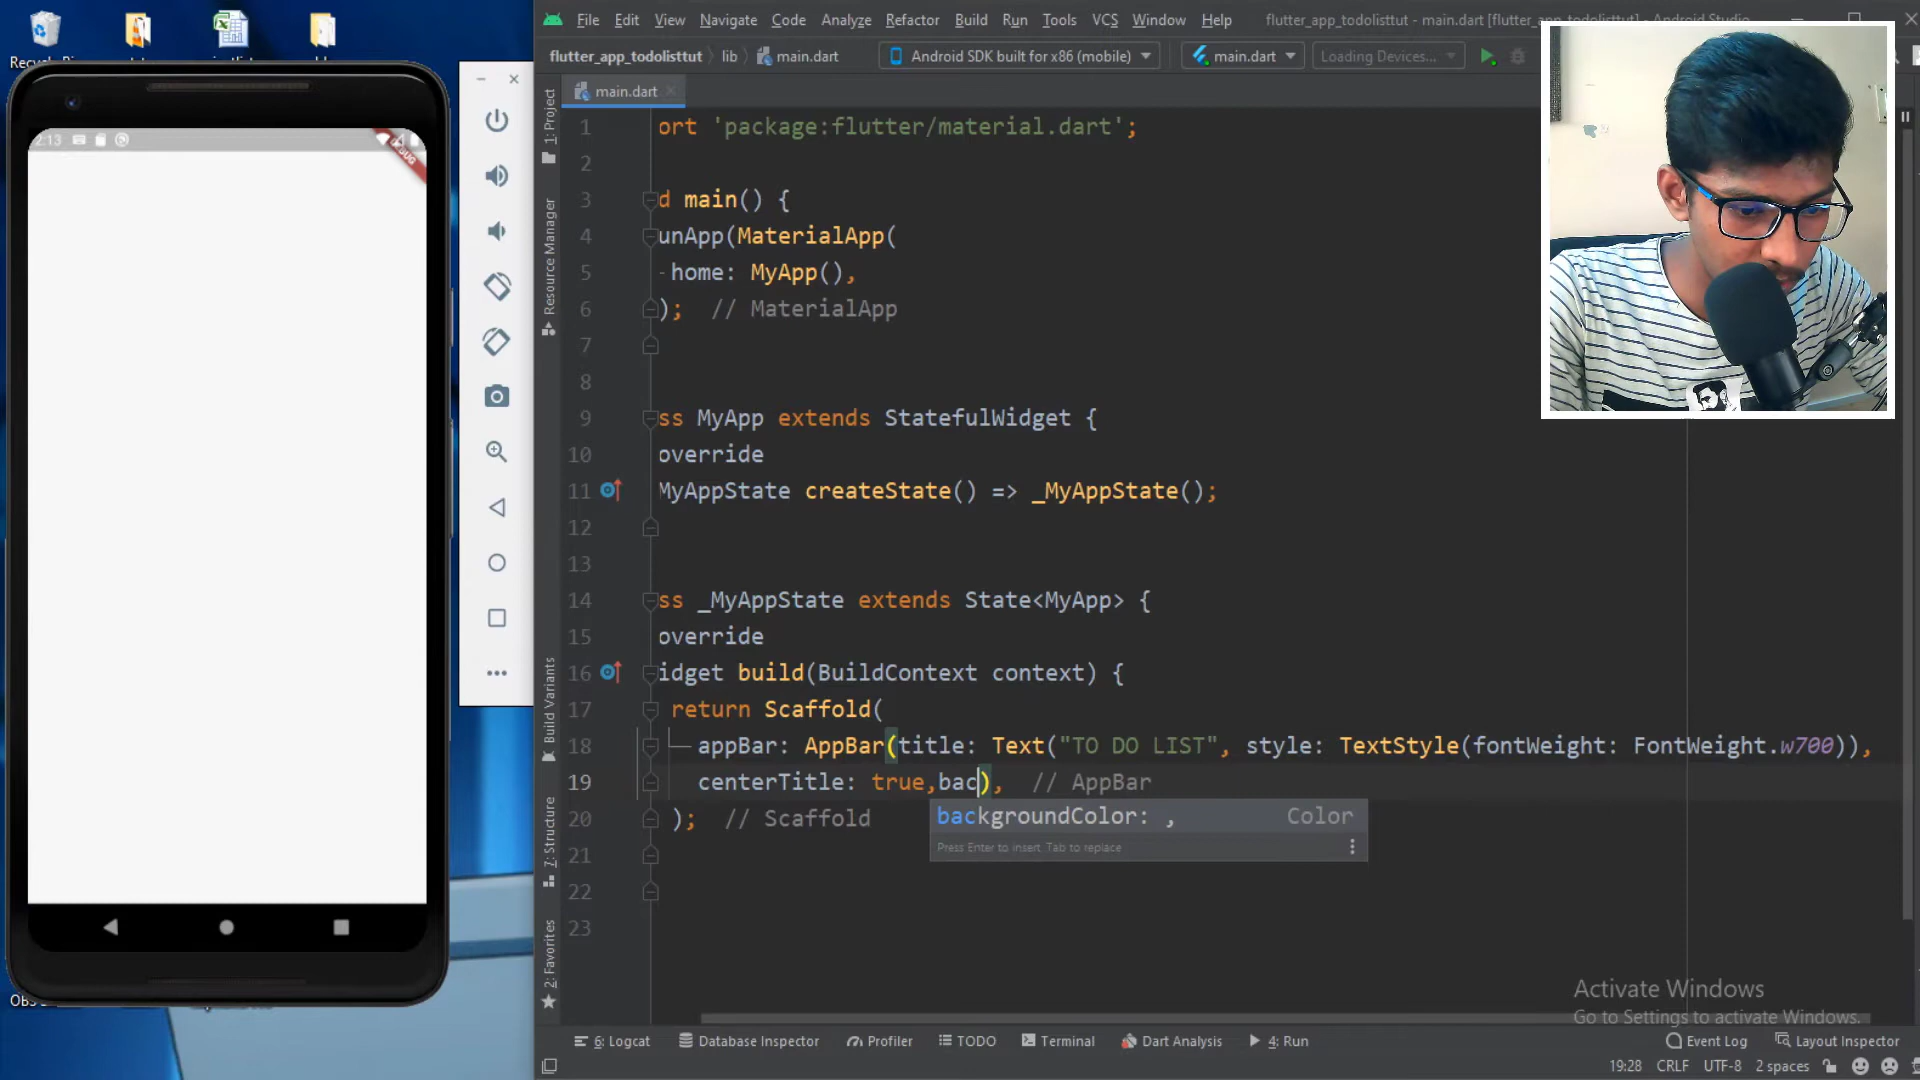 File Edit View Navigate Code Analyze Refactor Build Run Tools VCS Window Help flutter_app_todolisttut - main.dart [flutter_app_todolisttut] - Android Studio
flutter_app_todolisttut lib main.dart Android SDK built for x86 (mobile) main.dart Loading Devices...
main.dart
2:13
DEBUG
1: Project
Resource Manager
Build Variants
7: Structure
2: Favorites
1 ort 'package:flutter/material.dart';
2
3 d main() {
4 unApp(MaterialApp(
5 home: MyApp(),
6 ); // MaterialApp
7
8
9 ss MyApp extends StatefulWidget {
10 override
11 MyAppState createState() => _MyAppState();
12
13
14 ss _MyAppState extends State<MyApp> {
15 override
16 idget build(BuildContext context) {
17 return Scaffold(
18 appBar: AppBar(title: Text("TO DO LIST", style: TextStyle(fontWeight: FontWeight.w700)),
19 centerTitle: true,bac), // AppBar
20 ); // Scaffold
21
22
23
backgroundColor: , Color
Press Enter to insert, Tab to replace
Activate Windows
Go to Settings to activate Windows.
6: Logcat Database Inspector Profiler TODO Terminal Dart Analysis 4: Run Event Log Layout Inspector
19:28 CRLF UTF-8 2 spaces